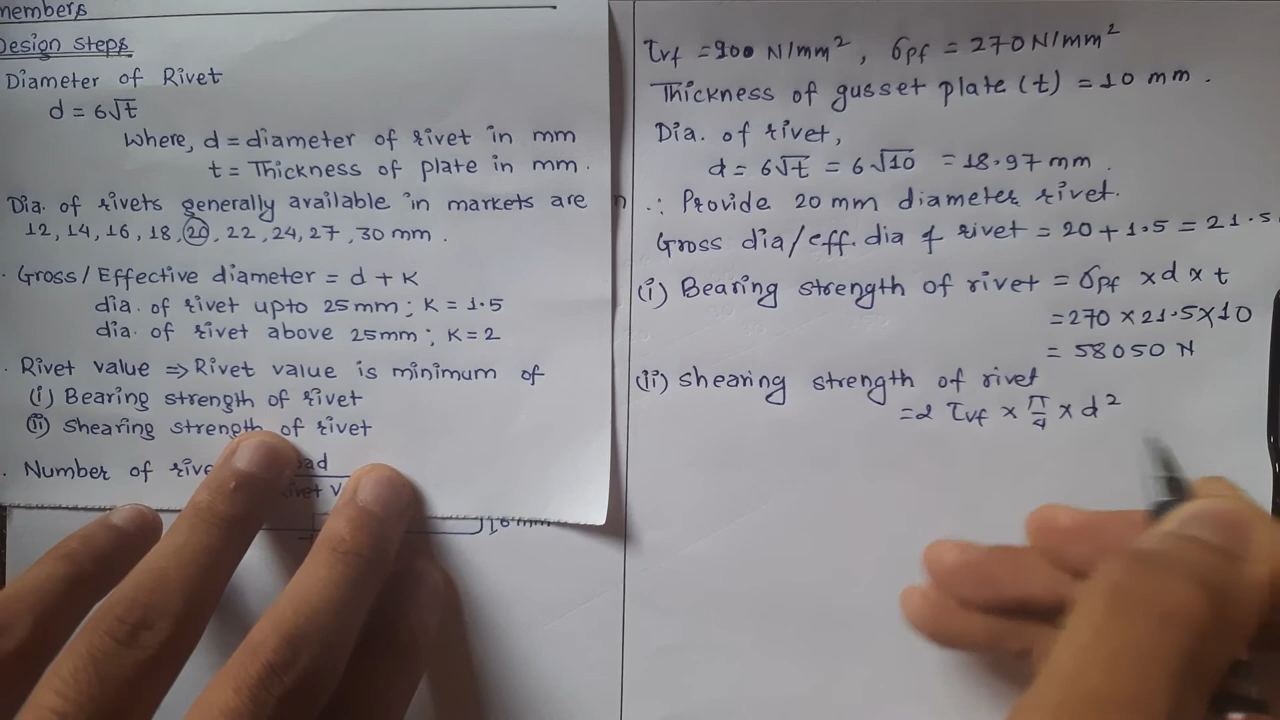 members
Design steps
Diameter of Rivet
d = 6√t
Where, d = diameter of rivet in mm
t = Thickness of plate in mm.
Dia. of rivets generally available in markets are
12, 14, 16, 18, 20, 22, 24, 27, 30 mm.
Gross/Effective diameter = d + K
dia. of rivet upto 25mm; K = 1.5
dia. of rivet above 25mm; K = 2
Rivet value ⇒ Rivet value is minimum of
(i) Bearing strength of rivet
(ii) Shearing strength of rivet
Number of
10 mm
τvf = N/mm², σpf = 270 N/mm²
Thickness of gusset plate (t) = 10 mm.
Dia. of rivet,
d = 6√t = 6√10 = 18.97 mm.
∴ Provide 20 mm diameter rivet.
Gross dia/eff. dia of rivet = 20 + 1.5 = 21.5
(i) Bearing strength of rivet = σpf × d × t
= 270 × 21.5 × 10
= 58050 N
(ii) shearing strength of rivet
= 2 τvf × π/4 × d²